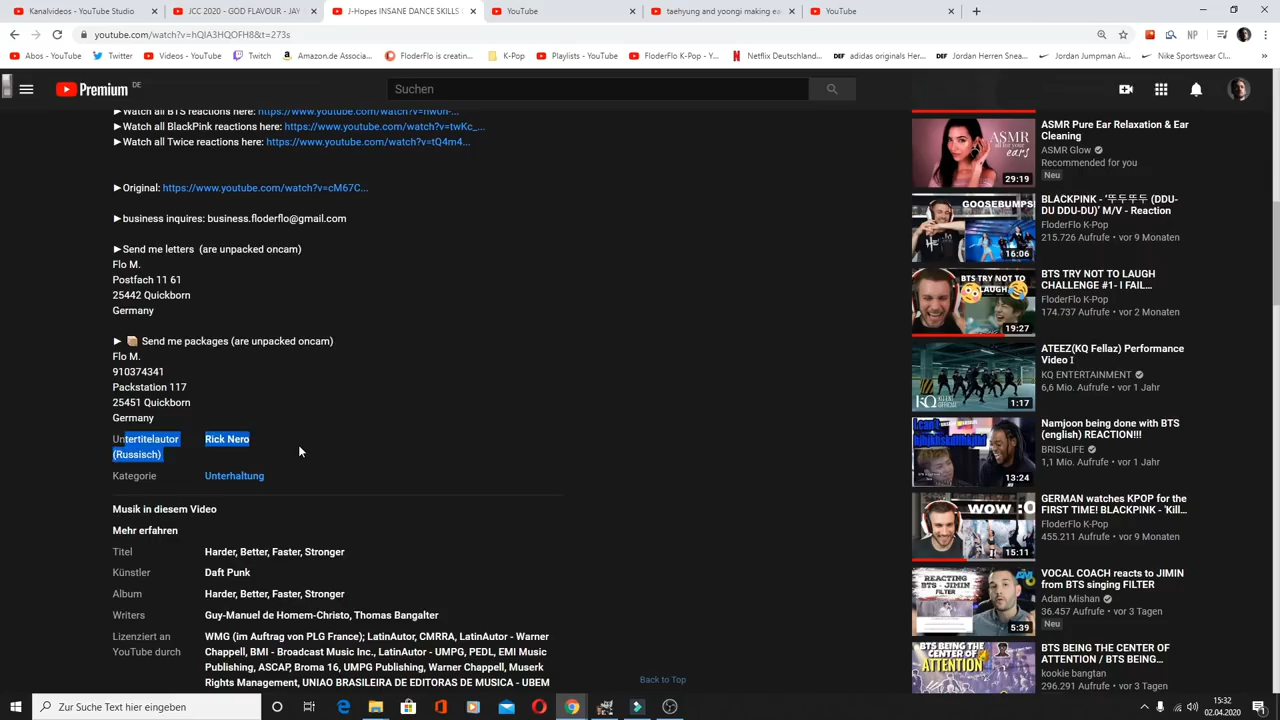 Kanalvideos - YouTube Studio
JCC 2020 - GOD FLAVOUR - JAY
J-Hopes INSANE DANCE SKILLS
YouTube
taehyung and yoongi making ea
YouTube
youtube.com/watch?v=hQIA3HQOFH8&t=273s
Abos - YouTube
Twitter
Videos - YouTube
Twitch
Amazon.de Associa...
FloderFlo is creatin...
K-Pop
Playlists - YouTube
FloderFlo K-Pop - Y...
Netflix Deutschland...
adidas originals Her...
Jordan Herren Snea...
Jordan Jumpman Ai...
Nike Sportswear Cl...
Premium DE
Suchen
►Watch all BTS reactions here: https://www.youtube.com/watch?v=nwon-...
►Watch all BlackPink reactions here: https://www.youtube.com/watch?v=twKc_...
►Watch all Twice reactions here: https://www.youtube.com/watch?v=tQ4m4...
►Original: https://www.youtube.com/watch?v=cM67C...
►business inquires: business.floderflo@gmail.com
►Send me letters (are unpacked oncam)
Flo M.
Postfach 11 61
25442 Quickborn
Germany
► 📦 Send me packages (are unpacked oncam)
Flo M.
910374341
Packstation 117
25451 Quickborn
Germany
Untertitelautor (Russisch) Rick Nero
Kategorie Unterhaltung
Musik in diesem Video
Mehr erfahren
Titel Harder, Better, Faster, Stronger
Künstler Daft Punk
Album Harder, Better, Faster, Stronger
Writers Guy-Manuel de Homem-Christo, Thomas Bangalter
Lizenziert an YouTube durch
WMG (im Auftrag von PLG France); LatinAutor, CMRRA, LatinAutor - Warner
Chappell, BMI - Broadcast Music Inc., LatinAutor - UMPG, PEDL, EMI Music
Publishing, ASCAP, Broma 16, UMPG Publishing, Warner Chappell, Muserk
Rights Management, UNIAO BRASILEIRA DE EDITORAS DE MUSICA - UBEM
Back to Top
ASMR
all for your
ears
29:19
ASMR Pure Ear Relaxation & Ear
Cleaning
ASMR Glow
Recommended for you
Neu
GOOSEBUMPS
16:06
BLACKPINK - '뚜두뚜두 (DDU-
DU DDU-DU)' M/V - Reaction
FloderFlo K-Pop
215.726 Aufrufe • vor 9 Monaten
BTS TRY NOT TO
LAUGH
19:27
BTS TRY NOT TO LAUGH
CHALLENGE #1- I FAIL...
FloderFlo K-Pop
174.737 Aufrufe • vor 2 Monaten
KQ
1:17
ATEEZ(KQ Fellaz) Performance
Video I
KQ ENTERTAINMENT
6,6 Mio. Aufrufe • vor 1 Jahr
I can't
13:24
Namjoon being done with BTS
(english) REACTION!!!
BRISxLIFE
1,1 Mio. Aufrufe • vor 1 Jahr
wow :O
15:11
GERMAN watches KPOP for the
FIRST TIME! BLACKPINK - 'Kill...
FloderFlo K-Pop
455.211 Aufrufe • vor 9 Monaten
REACTING
BTS - JIMIN
FILTER
5:39
VOCAL COACH reacts to JIMIN
from BTS singing FILTER
Adam Mishan
36.457 Aufrufe • vor 3 Tagen
Neu
BTS BEING THE
CENTER OF
ATTENTION
BTS BEING THE CENTER OF
ATTENTION / BTS BEING...
kookie bangtan
296.291 Aufrufe • vor 3 Tagen
Zur Suche Text hier eingeben
15:32
02.04.2020